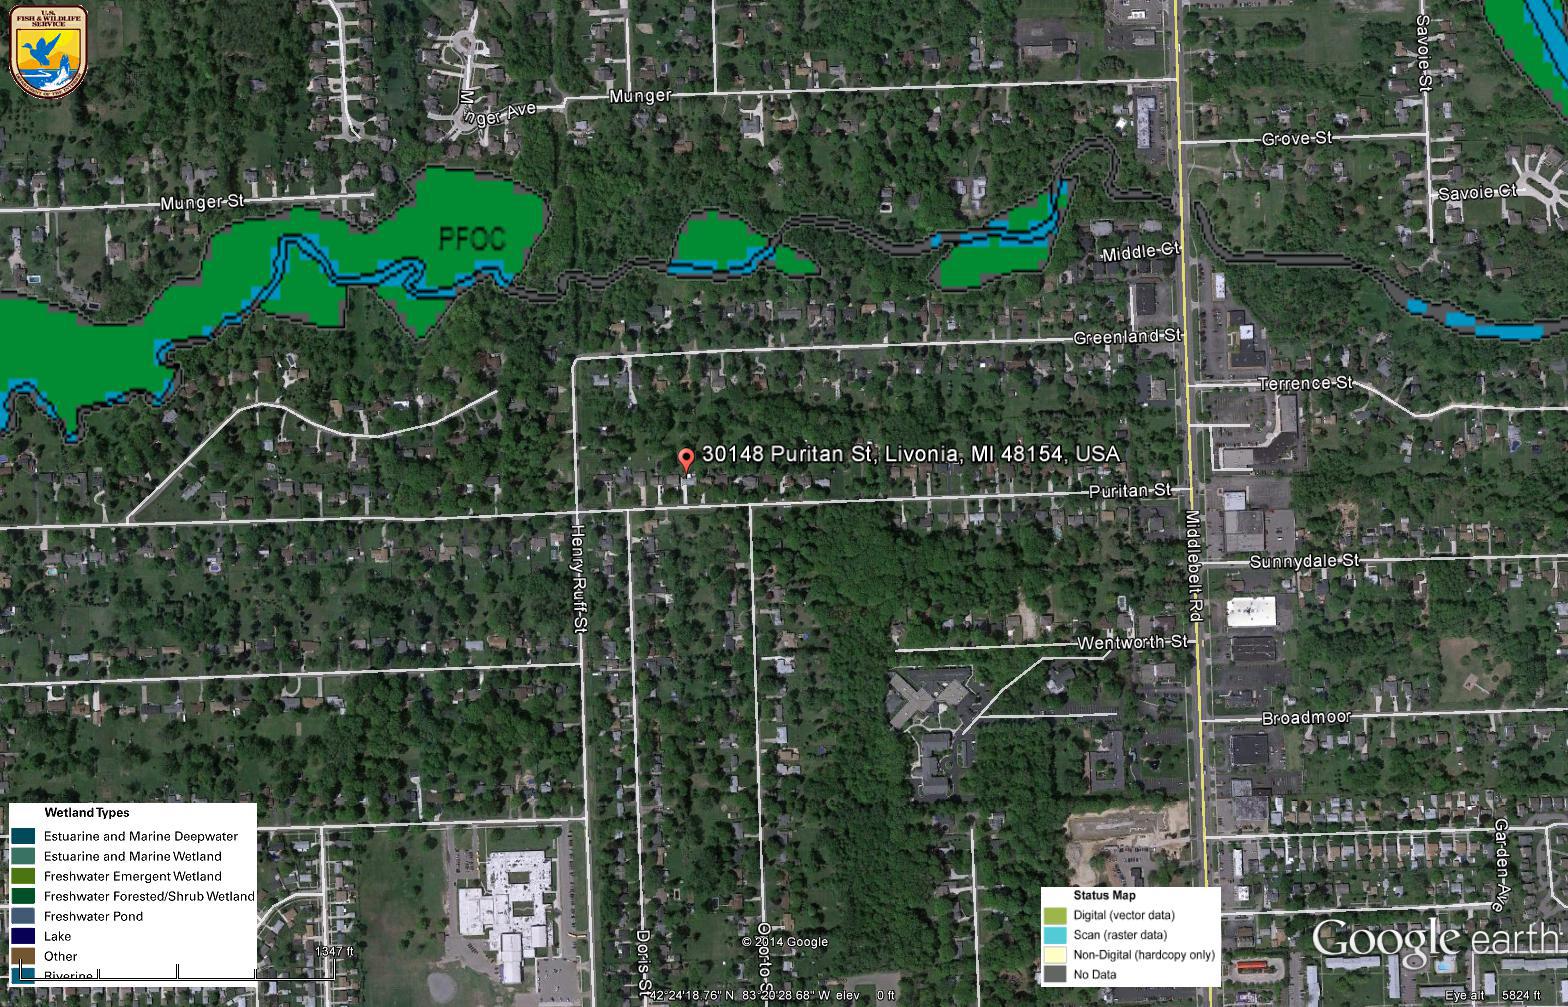 U.S.
FISH & WILDLIFE
SERVICE
Munger Ave
Munger
Savoie St
Grove St
Munger St
Savoie Ct
PFOC
Middle Ct
Greenland St
Terrence St
30148 Puritan St, Livonia, MI 48154, USA
Puritan St
Henry Ruff St
Middlebelt Rd
Sunnydale St
Wentworth St
Broadmoor
Wetland Types
Estuarine and Marine Deepwater
Estuarine and Marine Wetland
Freshwater Emergent Wetland
Freshwater Forested/Shrub Wetland
Freshwater Pond
Lake
Other
Riverine
1347 ft
Doris St
© 2014 Google
Garden Ave
Status Map
Digital (vector data)
Scan (raster data)
Non-Digital (hardcopy only)
No Data
Google earth
42°24'18.76" N 83°20'28.68" W elev 0 ft
Eye alt 5824 ft